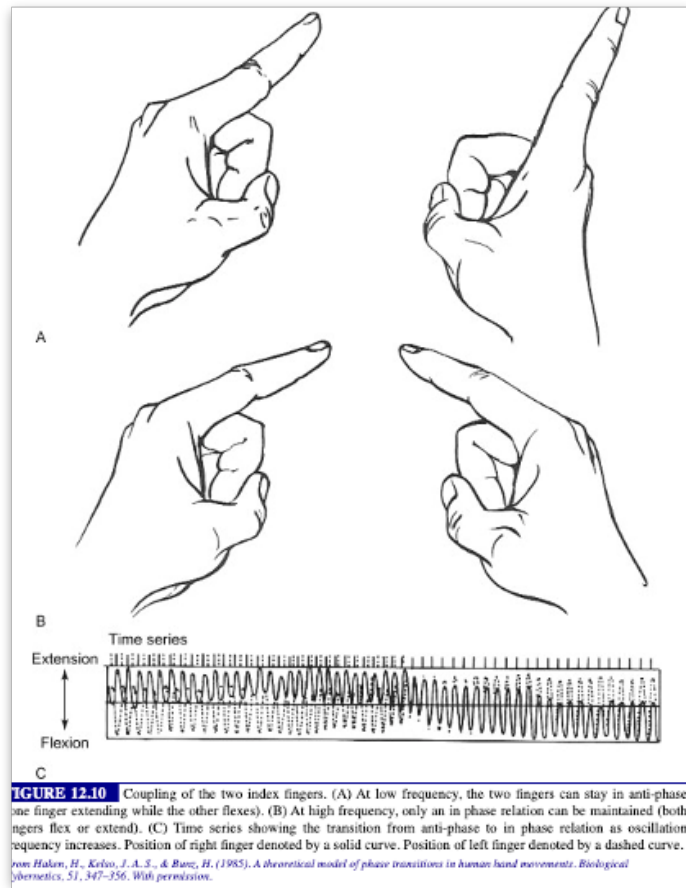 A
B
Time series
Extension
Flexion
C
FIGURE 12.10 Coupling of the two index fingers. (A) At low frequency, the two fingers can stay in anti-phase
one finger extending while the other flexes). (B) At high frequency, only an in phase relation can be maintained (both
ngers flex or extend). (C) Time series showing the transition from anti-phase to in phase relation as oscillation
requency increases. Position of right finger denoted by a solid curve. Position of left finger denoted by a dashed curve.
rom Haken, H., Kelso, J. A. S., & Bunz, H. (1985). A theoretical model of phase transitions in human hand movements. Biological
ybernetics, 51, 347–356. With permission.